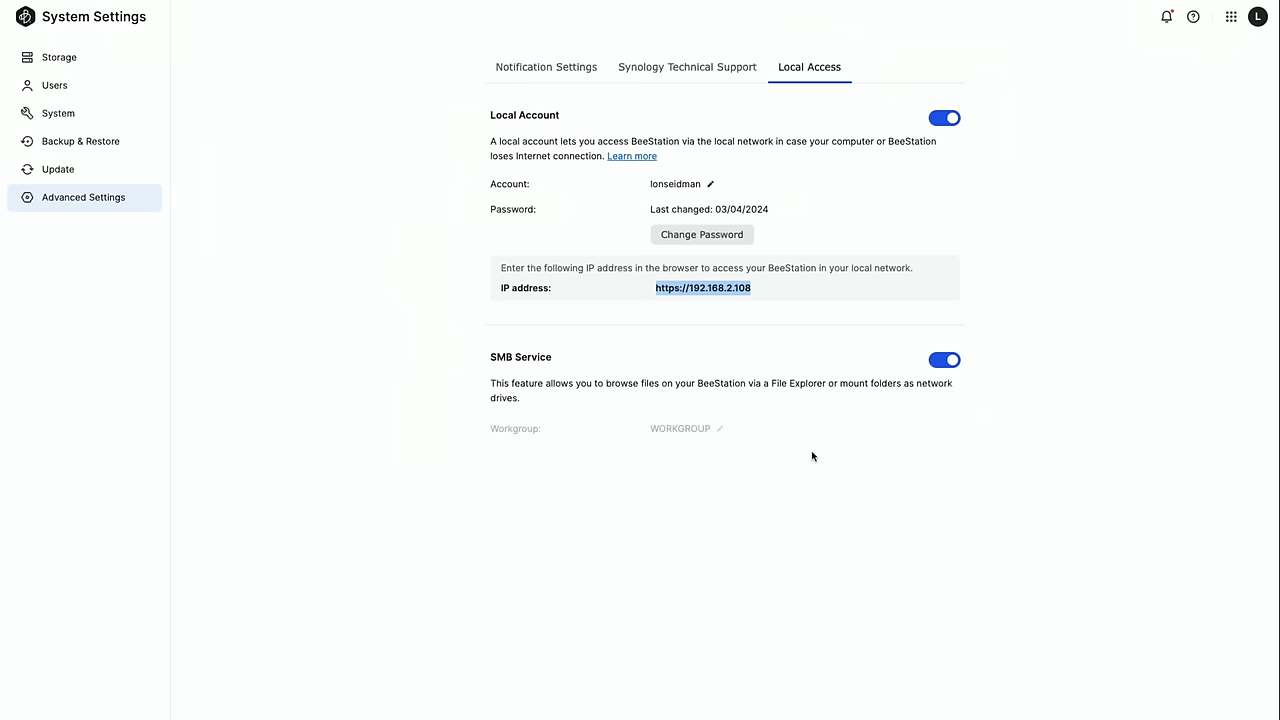 System Settings
L
Storage
Users
System
Backup & Restore
Update
Advanced Settings
Notification Settings
Synology Technical Support
Local Access
Local Account
A local account lets you access BeeStation via the local network in case your computer or BeeStation
loses Internet connection. Learn more
Account: lonseidman
Password: Last changed: 03/04/2024
Change Password
Enter the following IP address in the browser to access your BeeStation in your local network.
IP address: https://192.168.2.108
SMB Service
This feature allows you to browse files on your BeeStation via a File Explorer or mount folders as network
drives.
Workgroup: WORKGROUP